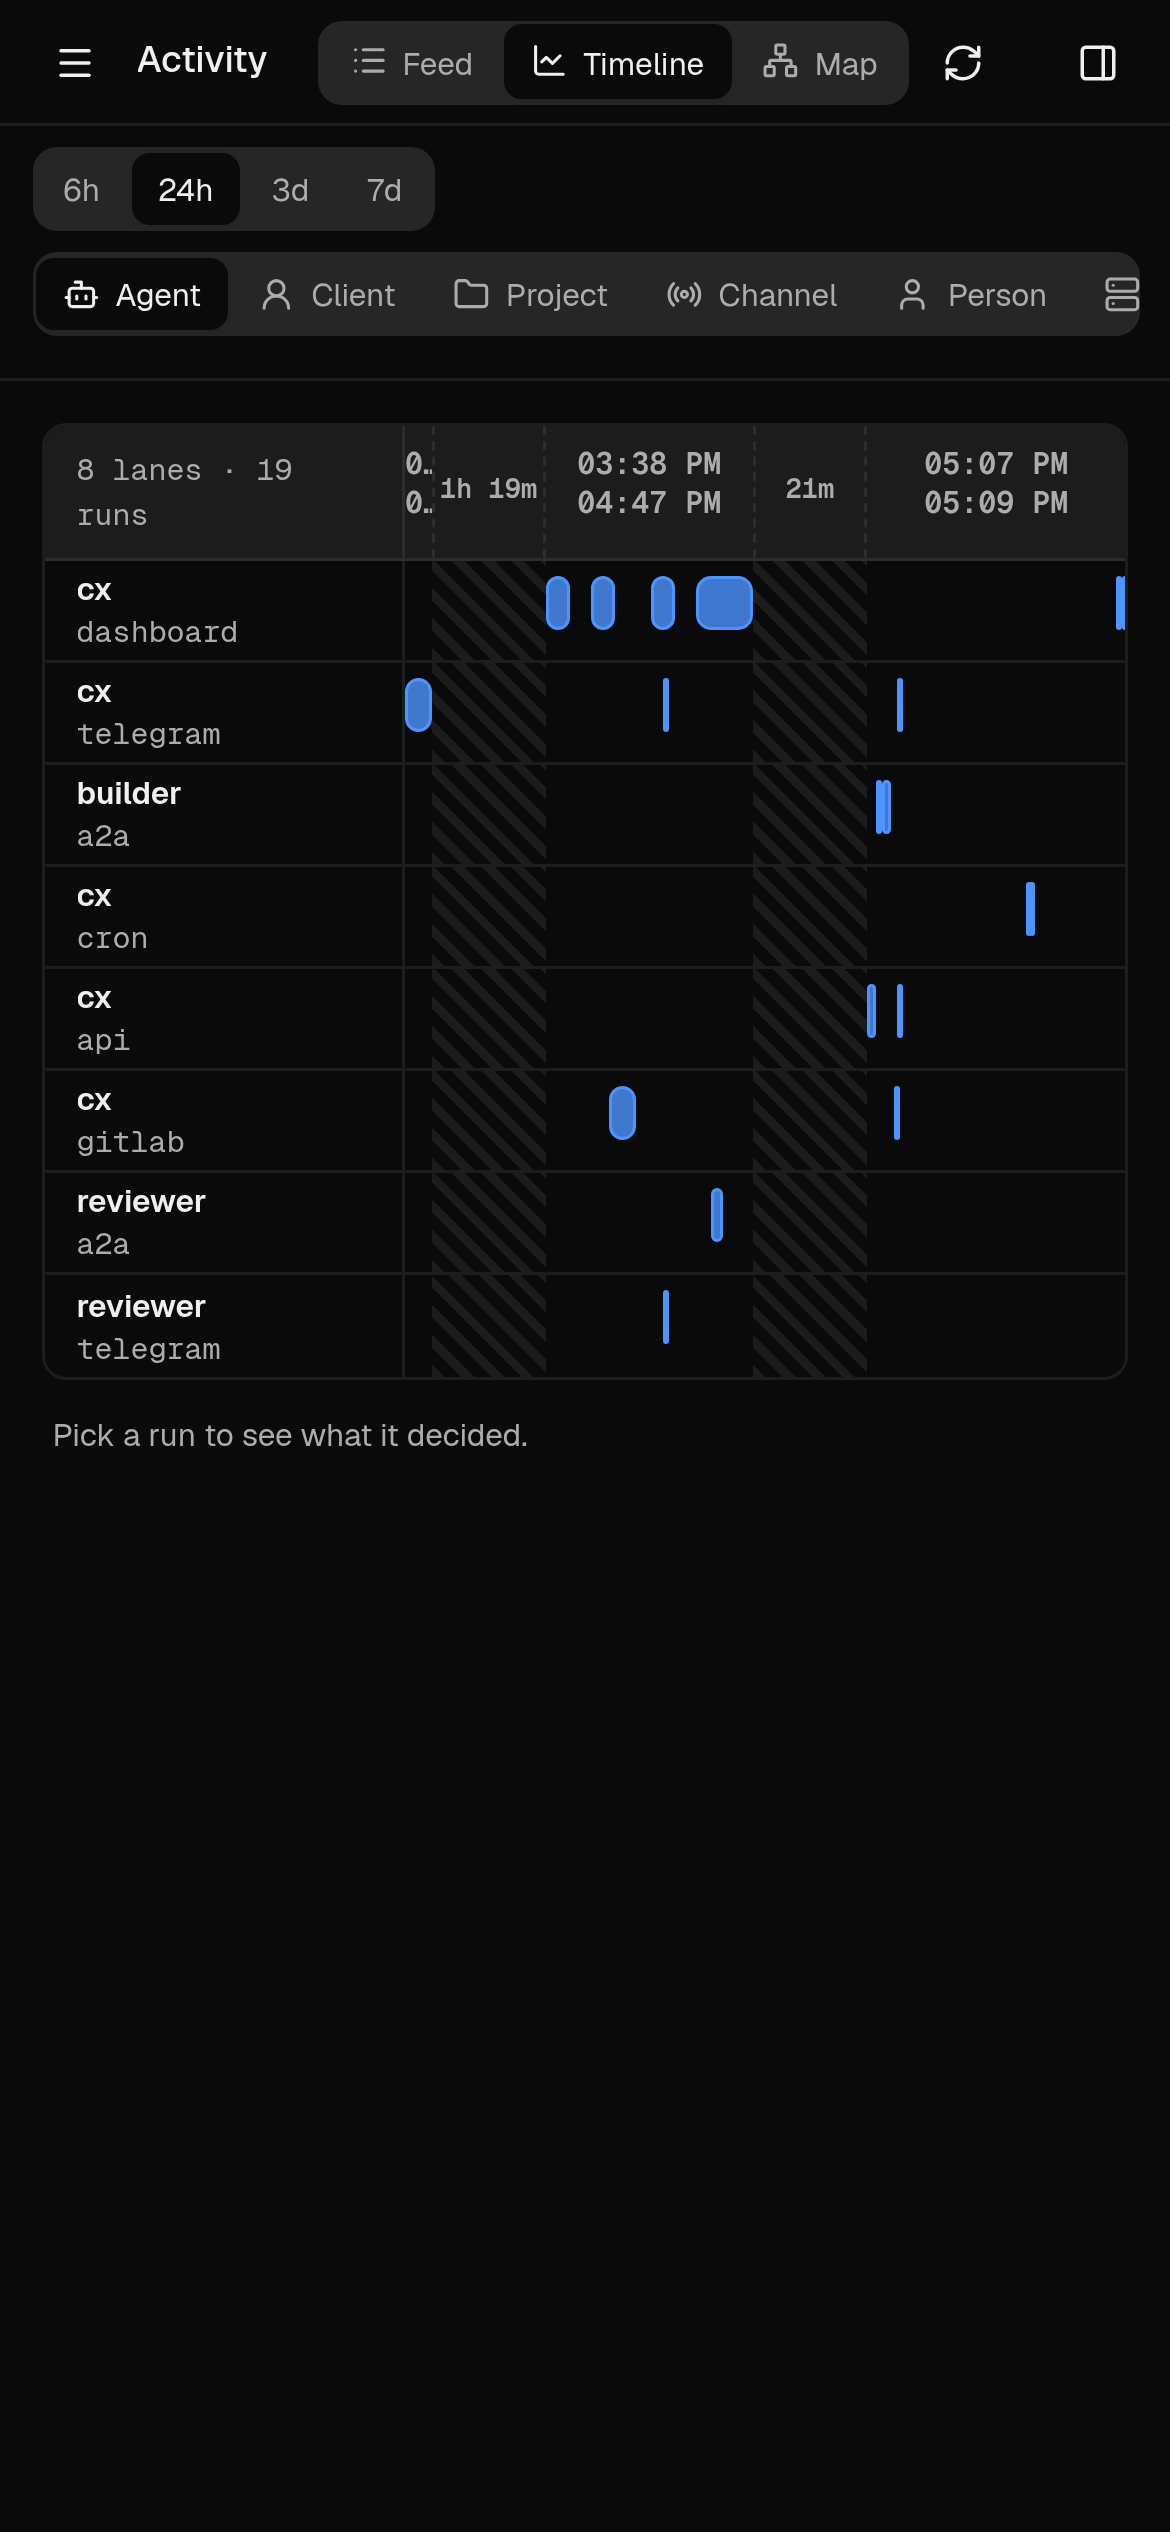 Activity
Feed
Timeline
Map
6h
24h
3d
7d
Agent
Client
Project
Channel
Person
8 lanes · 19
runs
0…
0…
1h 19m
03:38 PM
04:47 PM
21m
05:07 PM
05:09 PM
cx
dashboard
cx
telegram
builder
a2a
cx
cron
cx
api
cx
gitlab
reviewer
a2a
reviewer
telegram
Pick a run to see what it decided.